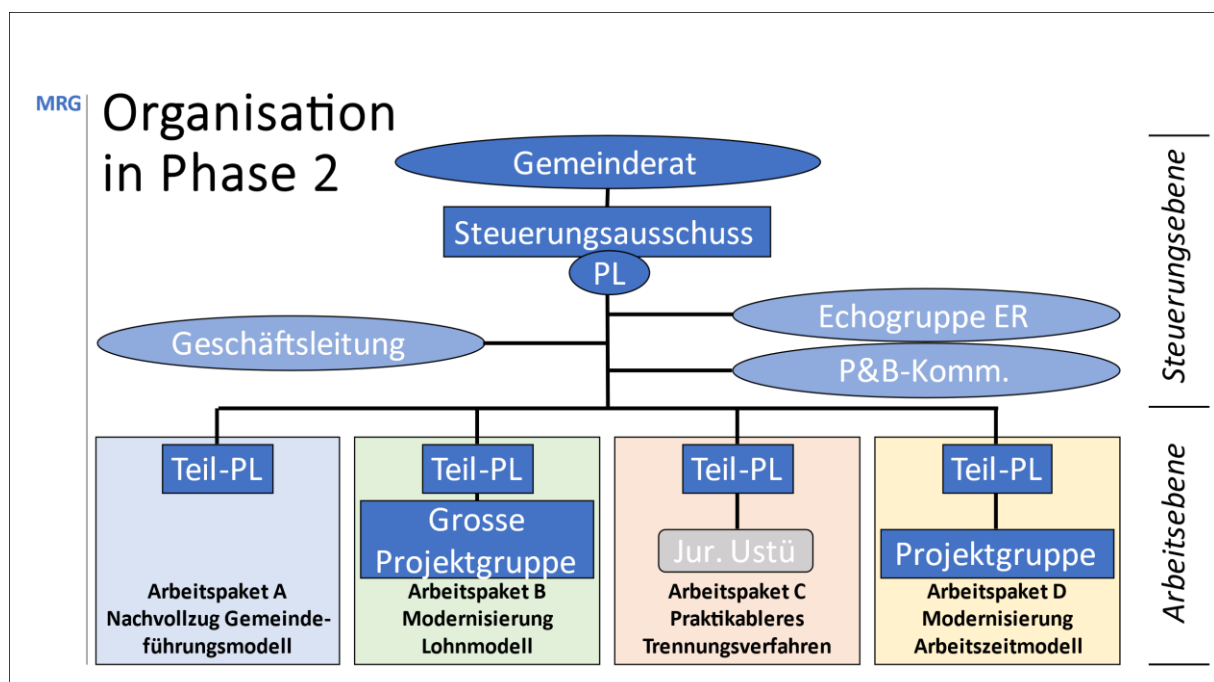 MRG
Organisation
in Phase 2
Gemeinderat
Steuerungsausschuss
PL
Echogruppe ER
Geschäftsleitung
P&B-Komm.
Steuerungsebene
Teil-PL
Teil-PL
Teil-PL
Teil-PL
Grosse
Projektgruppe
Jur. Ustü
Projektgruppe
Arbeitspaket A
Nachvollzug Gemeinde-
führungsmodell
Arbeitspaket B
Modernisierung
Lohnmodell
Arbeitspaket C
Praktikableres
Trennungsverfahren
Arbeitspaket D
Modernisierung
Arbeitszeitmodell
Arbeitsebene